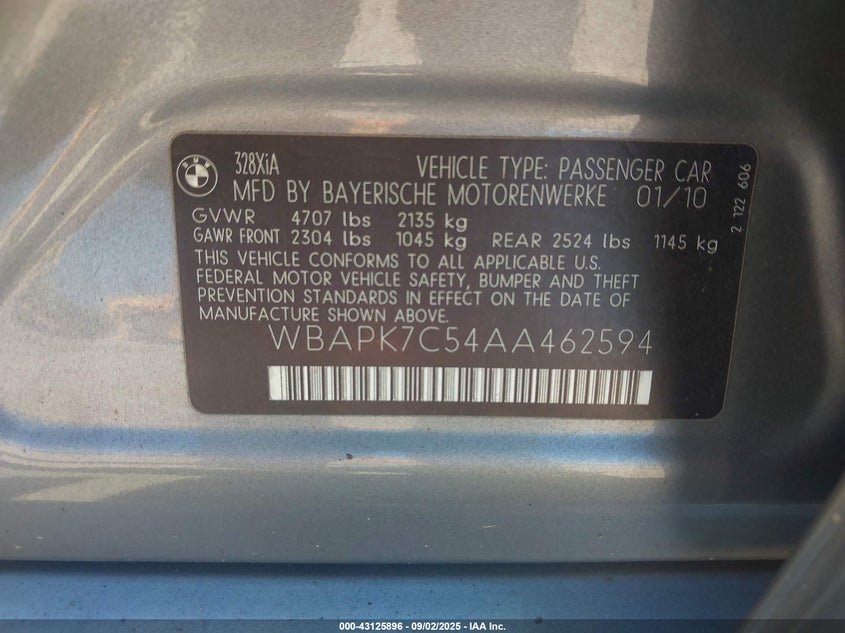 BMW
328XiA VEHICLE TYPE: PASSENGER CAR
MFD BY BAYERISCHE MOTORENWERKE 01/10
GVWR 4707 lbs 2135 kg
GAWR FRONT 2304 lbs 1045 kg REAR 2524 lbs 1145 kg
THIS VEHICLE CONFORMS TO ALL APPLICABLE U.S.
FEDERAL MOTOR VEHICLE SAFETY, BUMPER AND THEFT
PREVENTION STANDARDS IN EFFECT ON THE DATE OF
MANUFACTURE SHOWN ABOVE.
WBAPK7C54AA462594
2 122 606
000-43125896 - 09/02/2025 - IAA Inc.